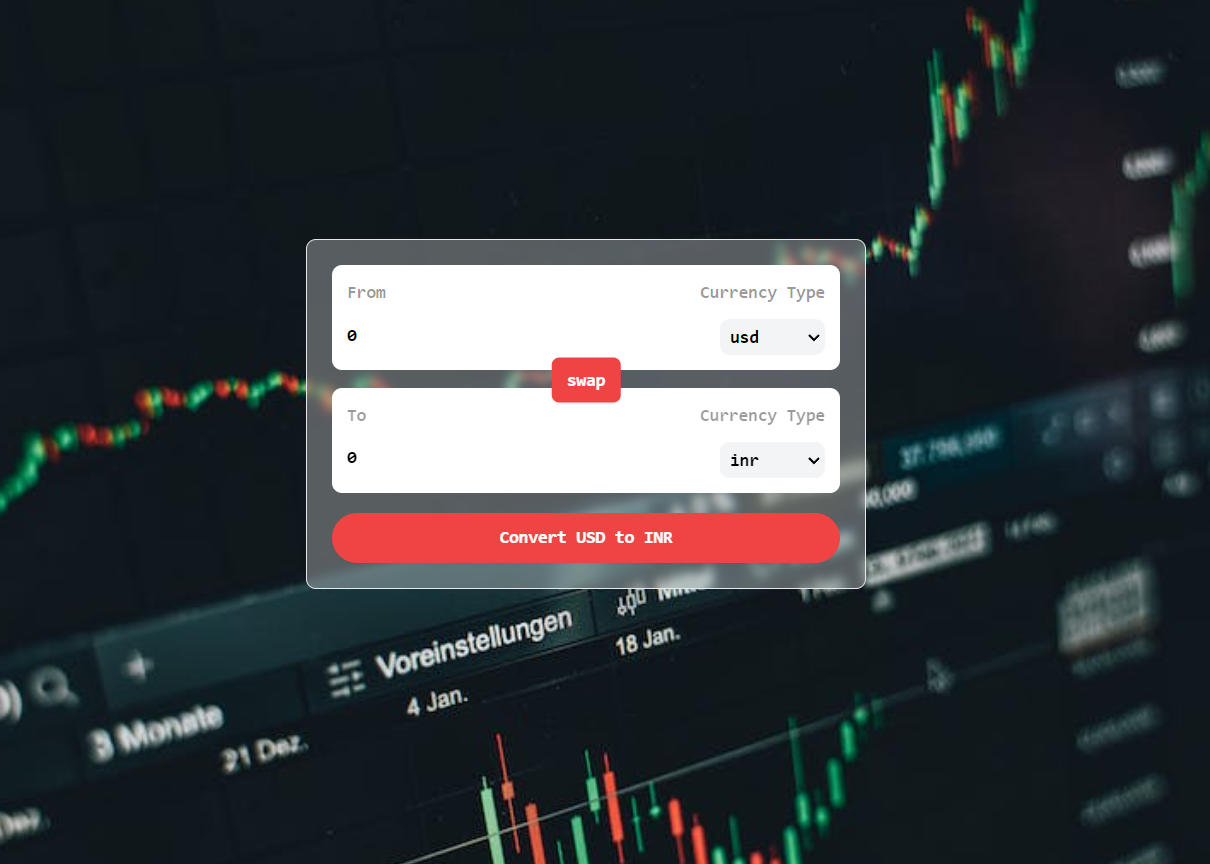 From
Currency Type
0
usd
swap
To
Currency Type
0
inr
Convert USD to INR
Voreinstellungen
18 Jan.
4 Jan.
3 Monate
21 Dez.
Dez.